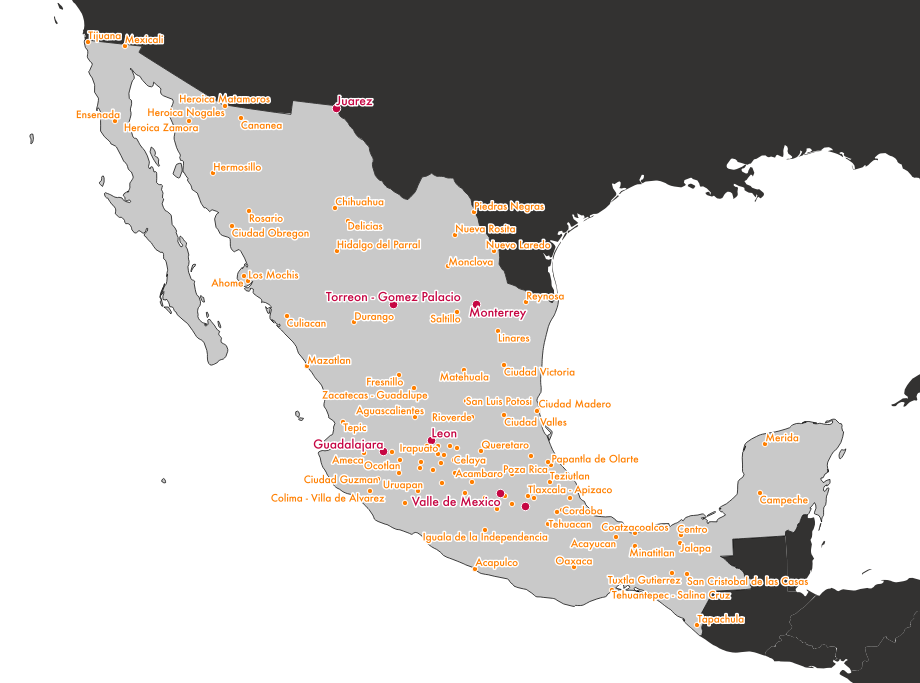 Tijuana
Mexicali
Heroica Matamoros
Juarez
Ensenada
Heroica Nogales
Heroica Zamora
Cananea
Hermosillo
Chihuahua
Piedras Negras
Rosario
Delicias
Ciudad Obregon
Nueva Rosita
Hidalgo del Parral
Nuevo Laredo
Monclova
Los Mochis
Ahome
Torreon - Gomez Palacio
Reynosa
Monterrey
Culiacan
Durango
Saltillo
Linares
Mazatlan
Matehuala
Ciudad Victoria
Fresnillo
Zacatecas - Guadalupe
San Luis Potosi
Ciudad Madero
Aguascalientes
Rioverde
Ciudad Valles
Tepic
Leon
Guadalajara
Irapuato
Queretaro
Ameca
Ocotlan
Celaya
Papantla de Olarte
Poza Rica
Acambaro
Teziutlan
Ciudad Guzman
Uruapan
Tlaxcala - Apizaco
Colima - Villa de Alvarez
Valle de Mexico
Cordoba
Tehuacan
Merida
Campeche
Coatzacoalcos
Centro
Iguala de la Independencia
Acayucan
Minatitlan
Jalapa
Acapulco
Oaxaca
Tuxtla Gutierrez
San Cristobal de las Casas
Tehuantepec - Salina Cruz
Tapachula